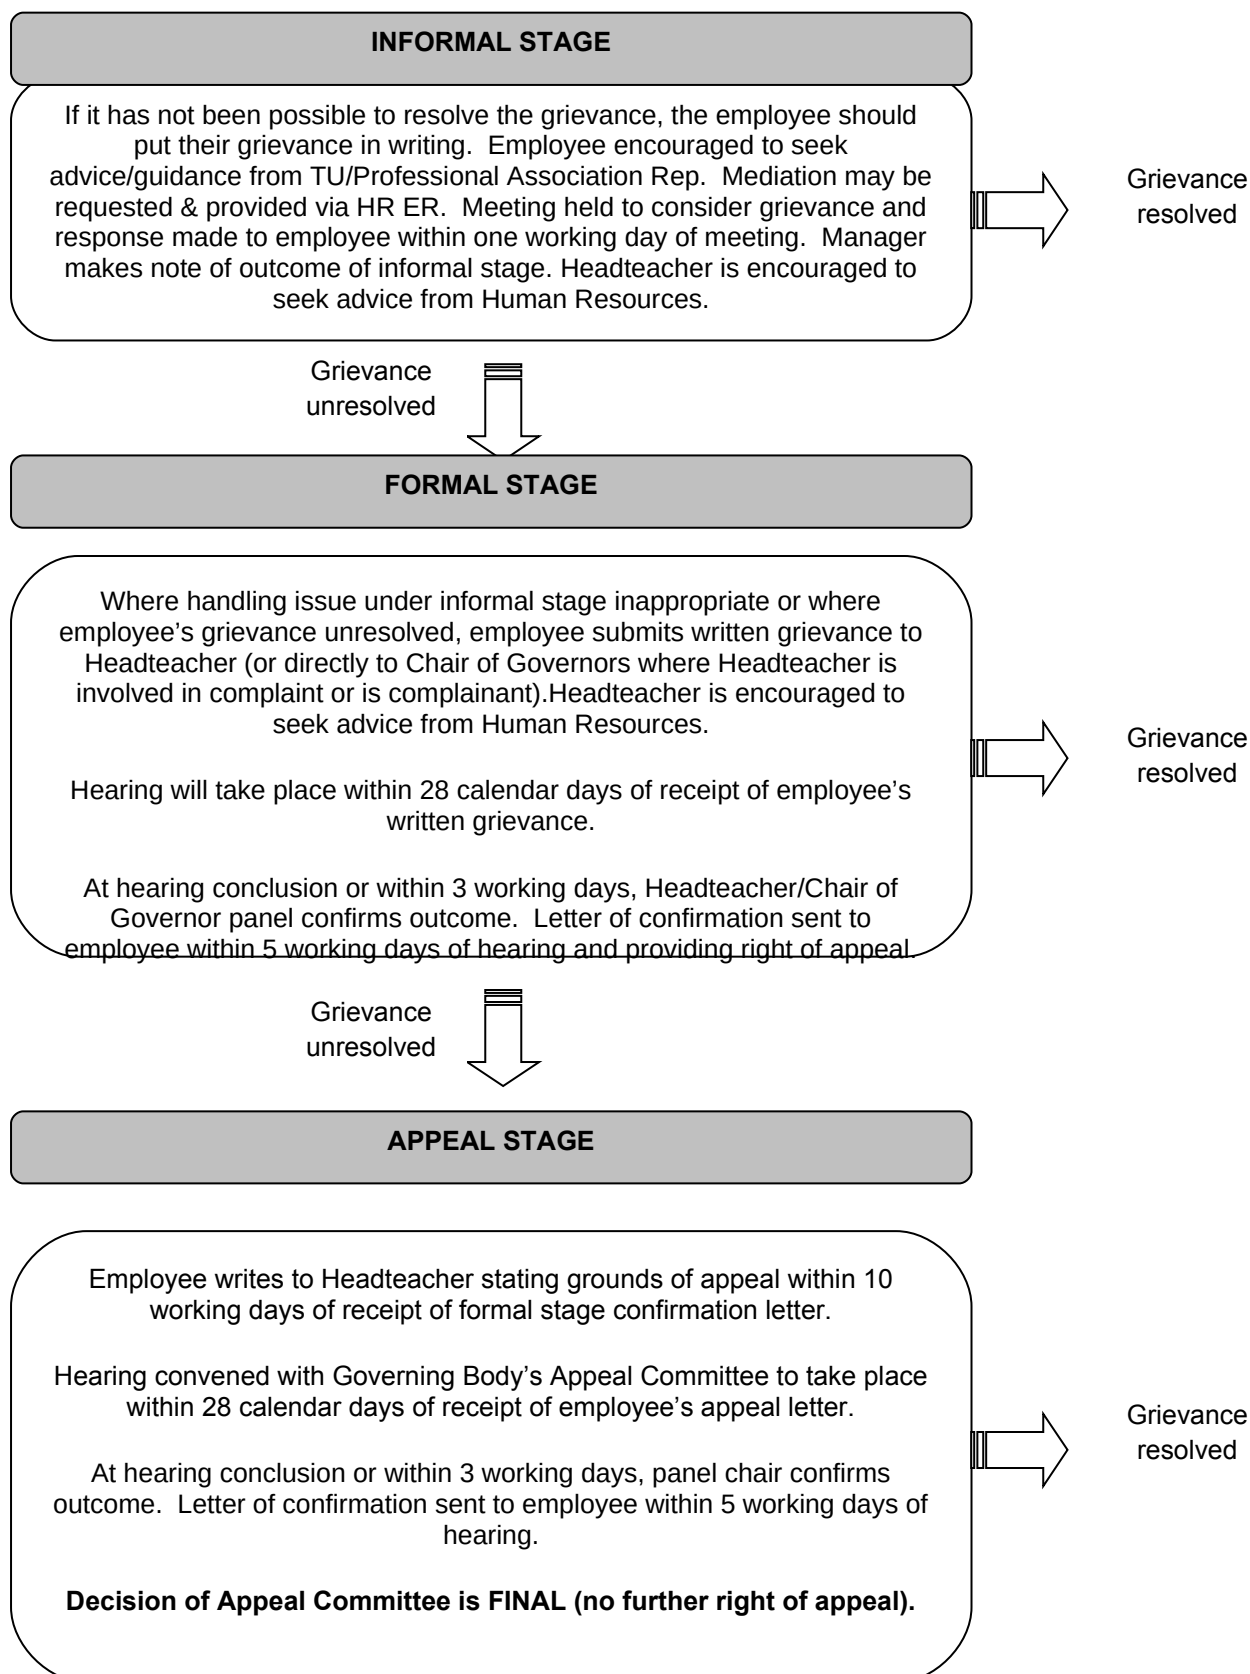 INFORMAL STAGE
If it has not been possible to resolve the grievance, the employee should
put their grievance in writing.  Employee encouraged to seek
advice/guidance from TU/Professional Association Rep.  Mediation may be
requested & provided via HR ER.  Meeting held to consider grievance and
response made to employee within one working day of meeting.  Manager
makes note of outcome of informal stage. Headteacher is encouraged to
seek advice from Human Resources.
Grievance
resolved
Grievance
unresolved
FORMAL STAGE
Where handling issue under informal stage inappropriate or where
employee’s grievance unresolved, employee submits written grievance to
Headteacher (or directly to Chair of Governors where Headteacher is
involved in complaint or is complainant).Headteacher is encouraged to
seek advice from Human Resources.
Hearing will take place within 28 calendar days of receipt of employee’s
written grievance.
At hearing conclusion or within 3 working days, Headteacher/Chair of
Governor panel confirms outcome.  Letter of confirmation sent to
employee within 5 working days of hearing and providing right of appeal.
Grievance
resolved
Grievance
unresolved
APPEAL STAGE
Employee writes to Headteacher stating grounds of appeal within 10
working days of receipt of formal stage confirmation letter.
Hearing convened with Governing Body’s Appeal Committee to take place
within 28 calendar days of receipt of employee’s appeal letter.
At hearing conclusion or within 3 working days, panel chair confirms
outcome.  Letter of confirmation sent to employee within 5 working days of
hearing.
Decision of Appeal Committee is FINAL (no further right of appeal).
Grievance
resolved